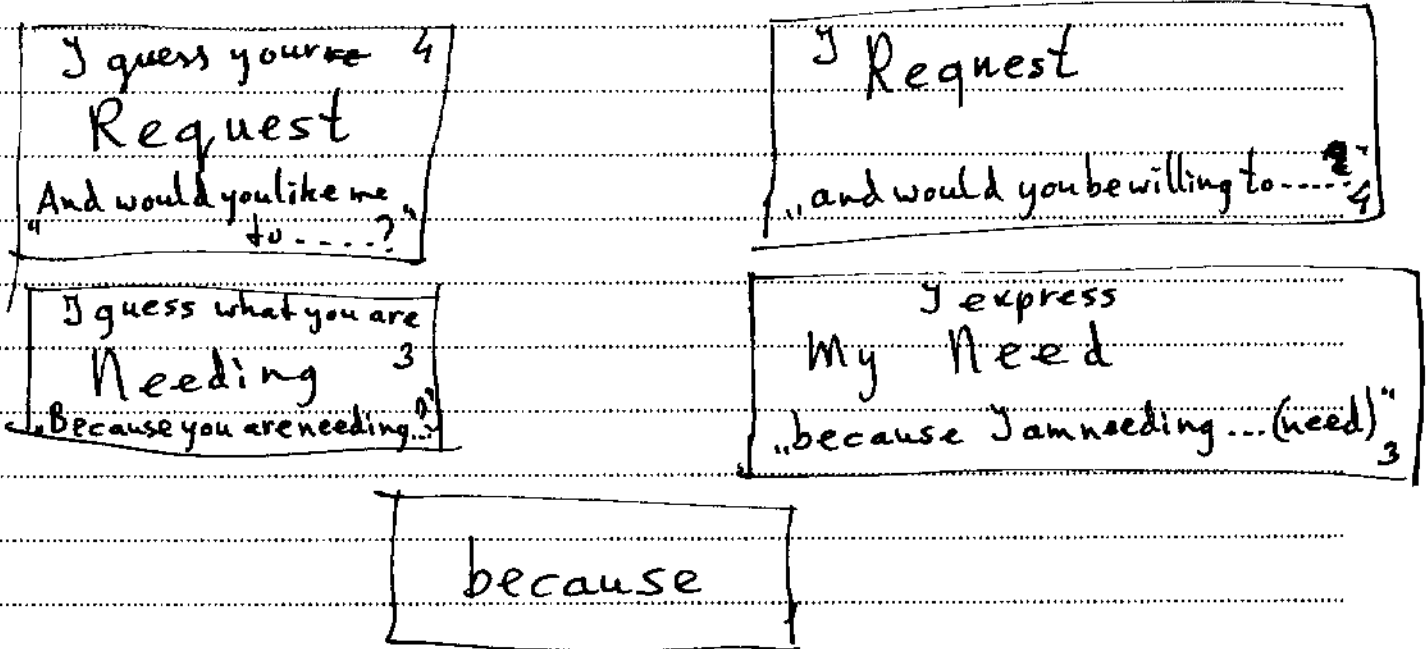 I guess your 4
Request
"And would you like me
to ....?"
I Request
"and would you be willing to .....?"
4
I guess what you are
Needing 3
"Because you are needing...?"
I express
My Need
"because I am needing ... (need)"
3
because